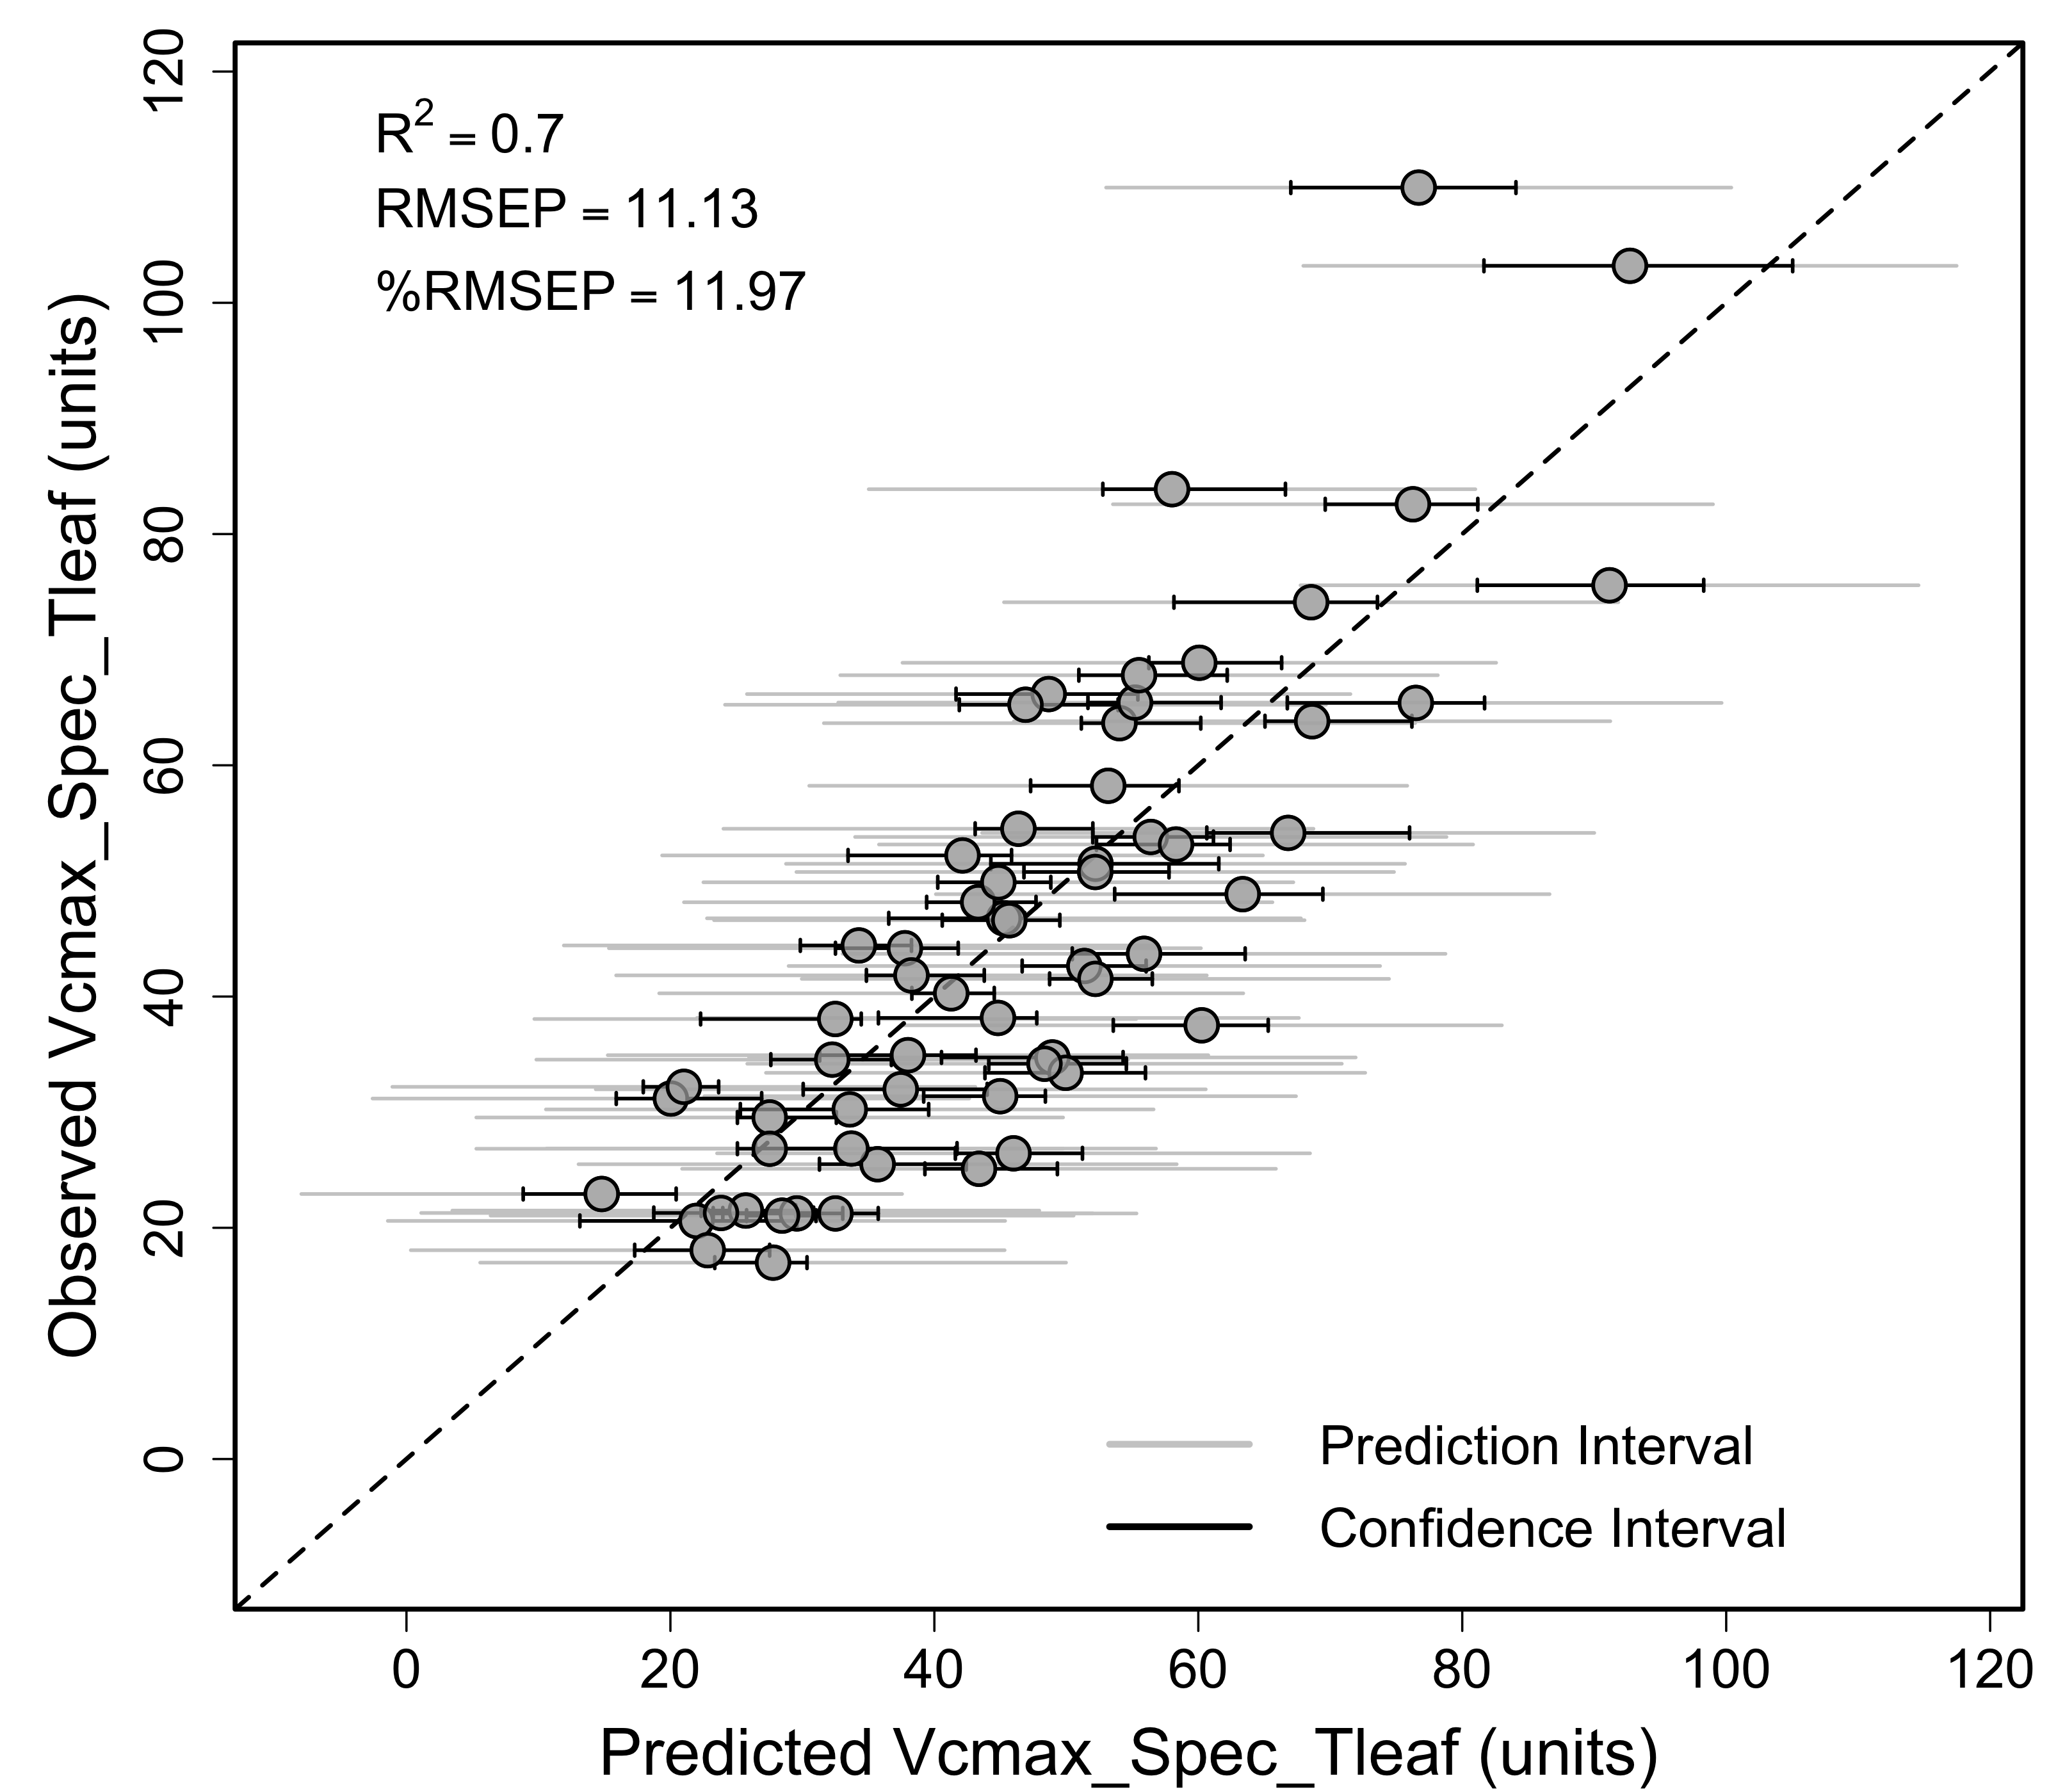 R² = 0.7
RMSEP = 11.13
%RMSEP = 11.97
Observed Vcmax_Spec_Tleaf (units)
120
100
80
60
40
20
0
Prediction Interval
Confidence Interval
0 20 40 60 80 100 120
Predicted Vcmax_Spec_Tleaf (units)